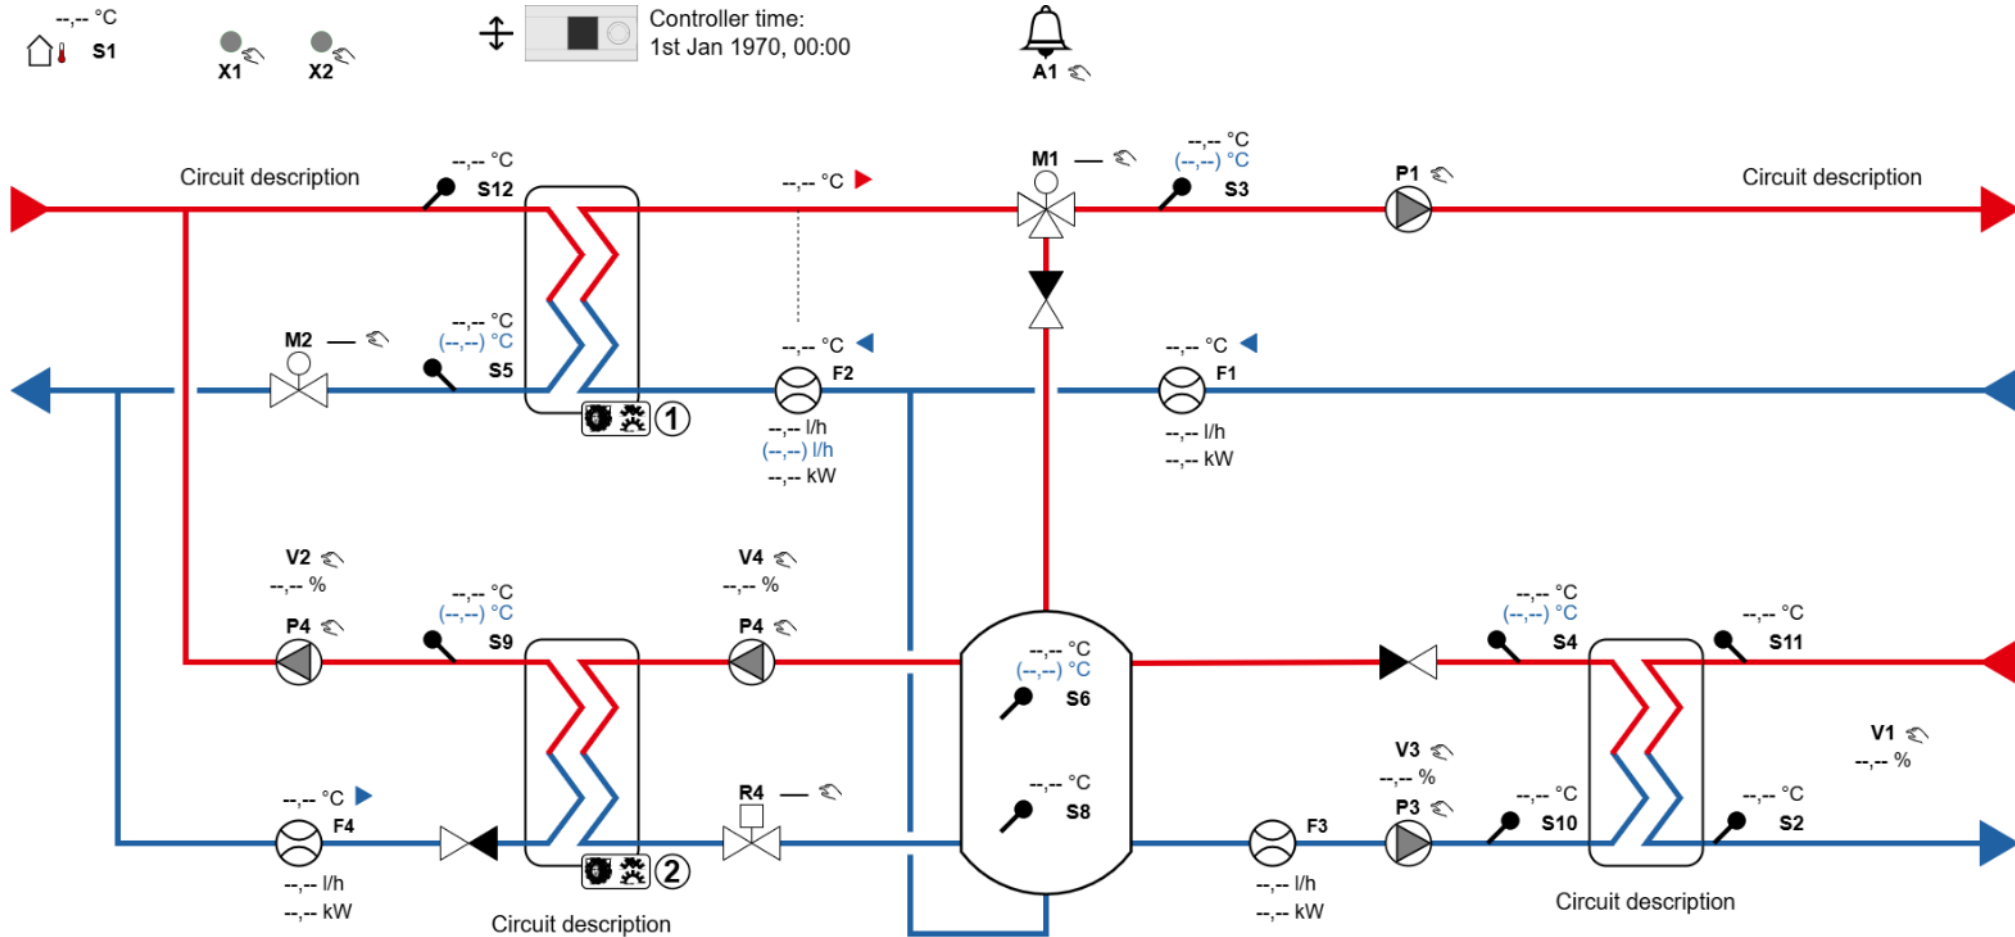 --,-- °C
S1
X1
X2
Controller time:
1st Jan 1970, 00:00
A1
Circuit description
--,-- °C
S12
--,-- °C
M1
--,-- °C
(--,--) °C
S3
P1
Circuit description
M2
--,-- °C
(--,--) °C
S5
--,-- °C
F2
--,-- l/h
(--,--) l/h
--,-- kW
--,-- °C
F1
--,-- l/h
--,-- kW
1
V2
--,-- %
P4
--,-- °C
(--,--) °C
S9
V4
--,-- %
P4
--,-- °C
(--,--) °C
S6
--,-- °C
S8
--,-- °C
(--,--) °C
S4
--,-- °C
S11
V1
--,-- %
V3
--,-- %
P3
--,-- °C
S10
--,-- °C
S2
--,-- °C
F4
--,-- l/h
--,-- kW
R4
2
Circuit description
F3
--,-- l/h
--,-- kW
Circuit description